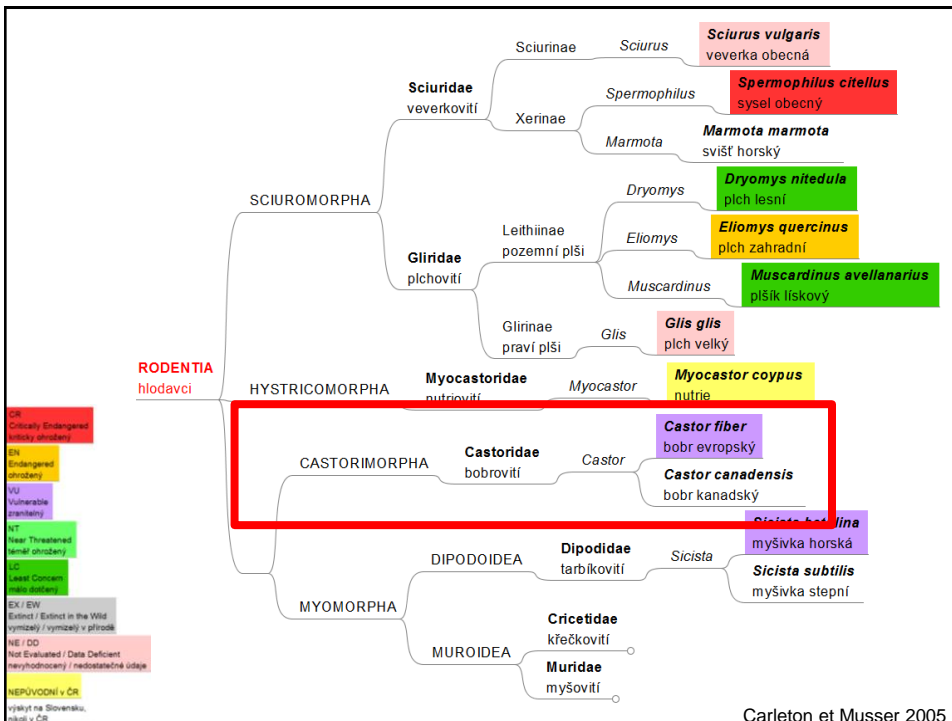 Sciurinae
Sciurus
Sciurus vulgaris
veverka obecná
Sciuridae
veverkovití
Xerinae
Spermophilus
Spermophilus citellus
sysel obecný
Marmota
Marmota marmota
svišť horský
SCIUROMORPHA
Gliridae
plchovití
Leithiinae
pozemní plši
Dryomys
Dryomys nitedula
plch lesní
Eliomys
Eliomys quercinus
plch zahradní
Muscardinus
Muscardinus avellanarius
plšík lískový
Glirinae
praví plši
Glis
Glis glis
plch velký
RODENTIA
hlodavci
HYSTRICOMORPHA
Myocastoridae
nutriovití
Myocastor
Myocastor coypus
nutrie
CASTORIMORPHA
Castoridae
bobrovití
Castor
Castor fiber
bobr evropský
Castor canadensis
bobr kanadský
MYOMORPHA
DIPODOIDEA
Dipodidae
tarbíkovití
Sicista
Sicista
myšivka horská
Sicista subtilis
myšivka stepní
MUROIDEA
Cricetidae
křečkovití
Muridae
myšovití
CR
Critically Endangered
kriticky ohrožený
EN
Endangered
ohrožený
VU
Vulnerable
zranitelný
NT
Near Threatened
téměř ohrožený
LC
Least Concern
málo dotčený
EX / EW
Extinct / Extinct in the Wild
vymizelý / vymizelý v přírodě
NE / DD
Not Evaluated / Data Deficient
nevyhodnocený / nedostatečné údaje
NEPŮVODNÍ v ČR
výskyt na Slovensku,
nikoli v ČR
Carleton et Musser 2005